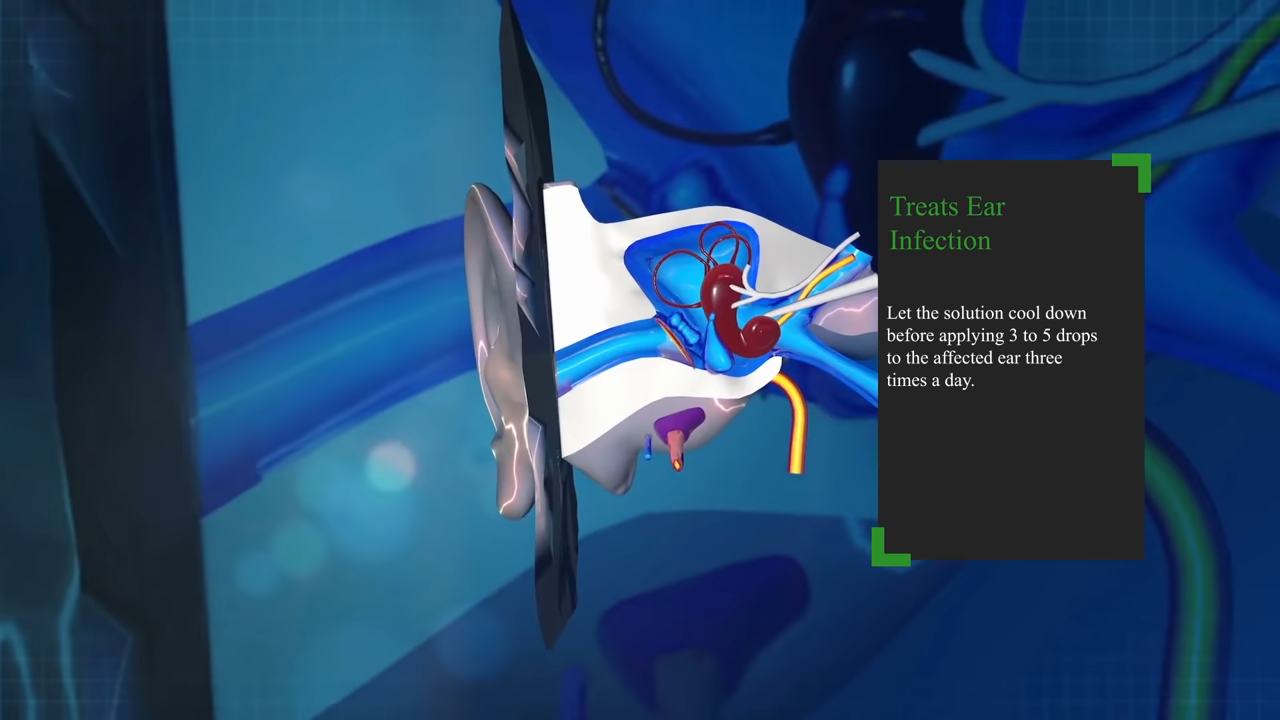 Treats Ear
Infection
Let the solution cool down
before applying 3 to 5 drops
to the affected ear three
times a day.